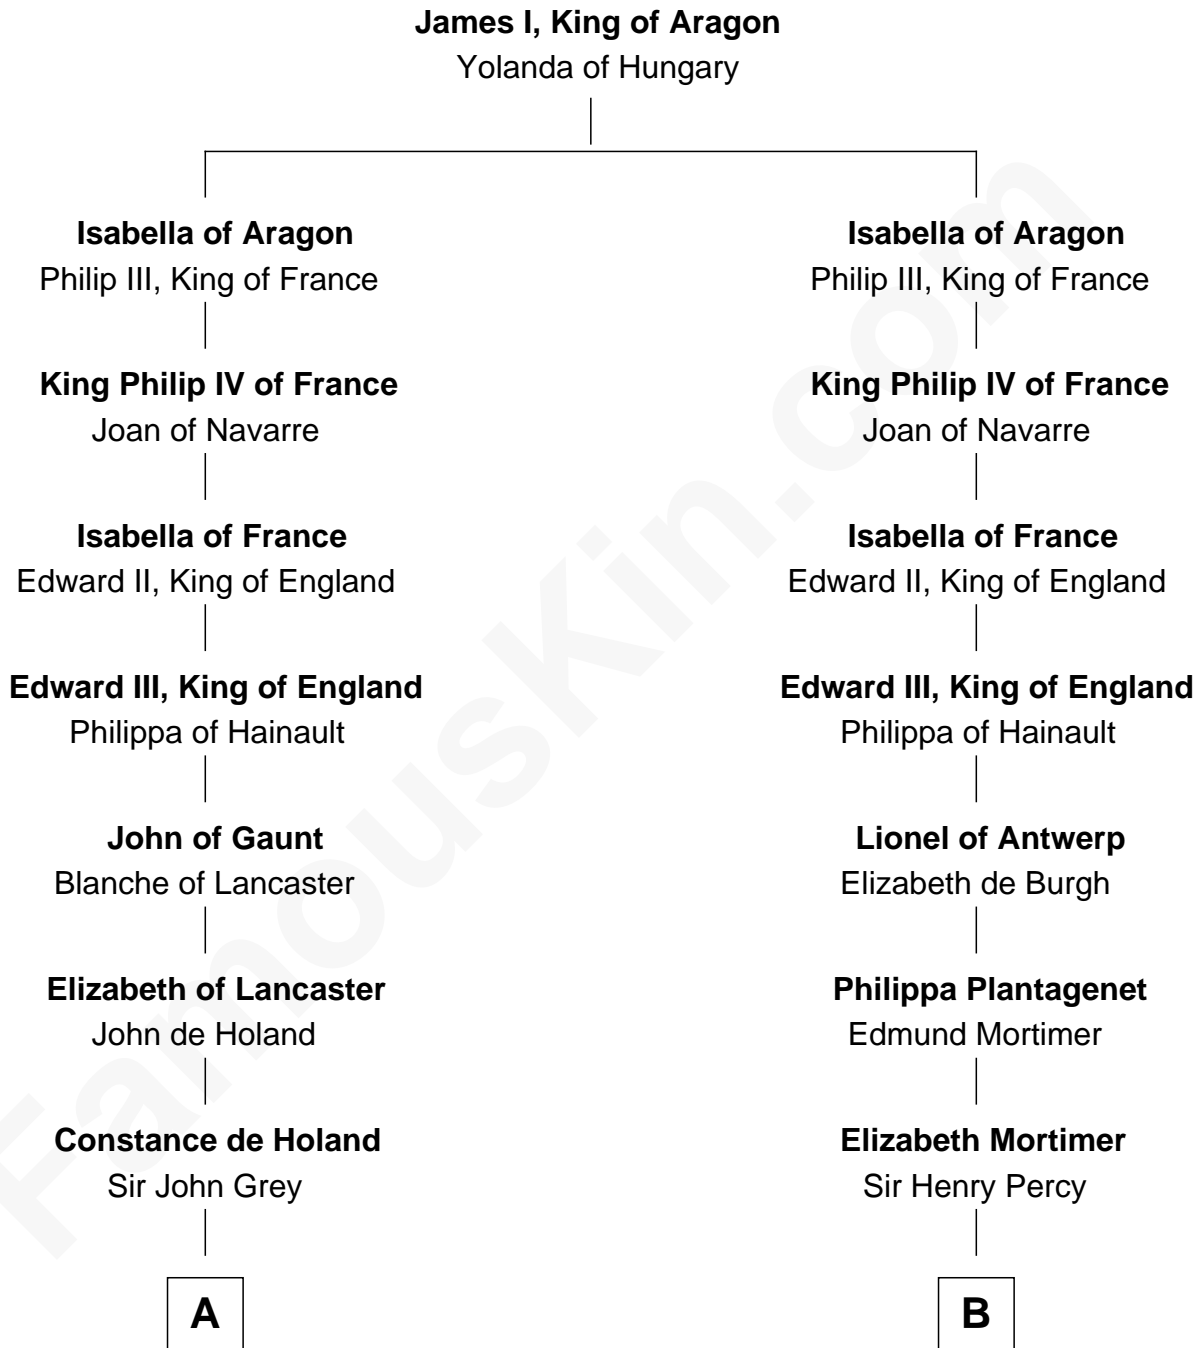 James I, King of Aragon
Yolanda of Hungary
Isabella of Aragon
Philip III, King of France
King Philip IV of France
Joan of Navarre
Isabella of France
Edward II, King of England
Edward III, King of England
Philippa of Hainault
John of Gaunt
Blanche of Lancaster
Elizabeth of Lancaster
John de Holand
Constance de Holand
Sir John Grey
A
Isabella of Aragon
Philip III, King of France
King Philip IV of France
Joan of Navarre
Isabella of France
Edward II, King of England
Edward III, King of England
Philippa of Hainault
Lionel of Antwerp
Elizabeth de Burgh
Philippa Plantagenet
Edmund Mortimer
Elizabeth Mortimer
Sir Henry Percy
B
FamousKin.com